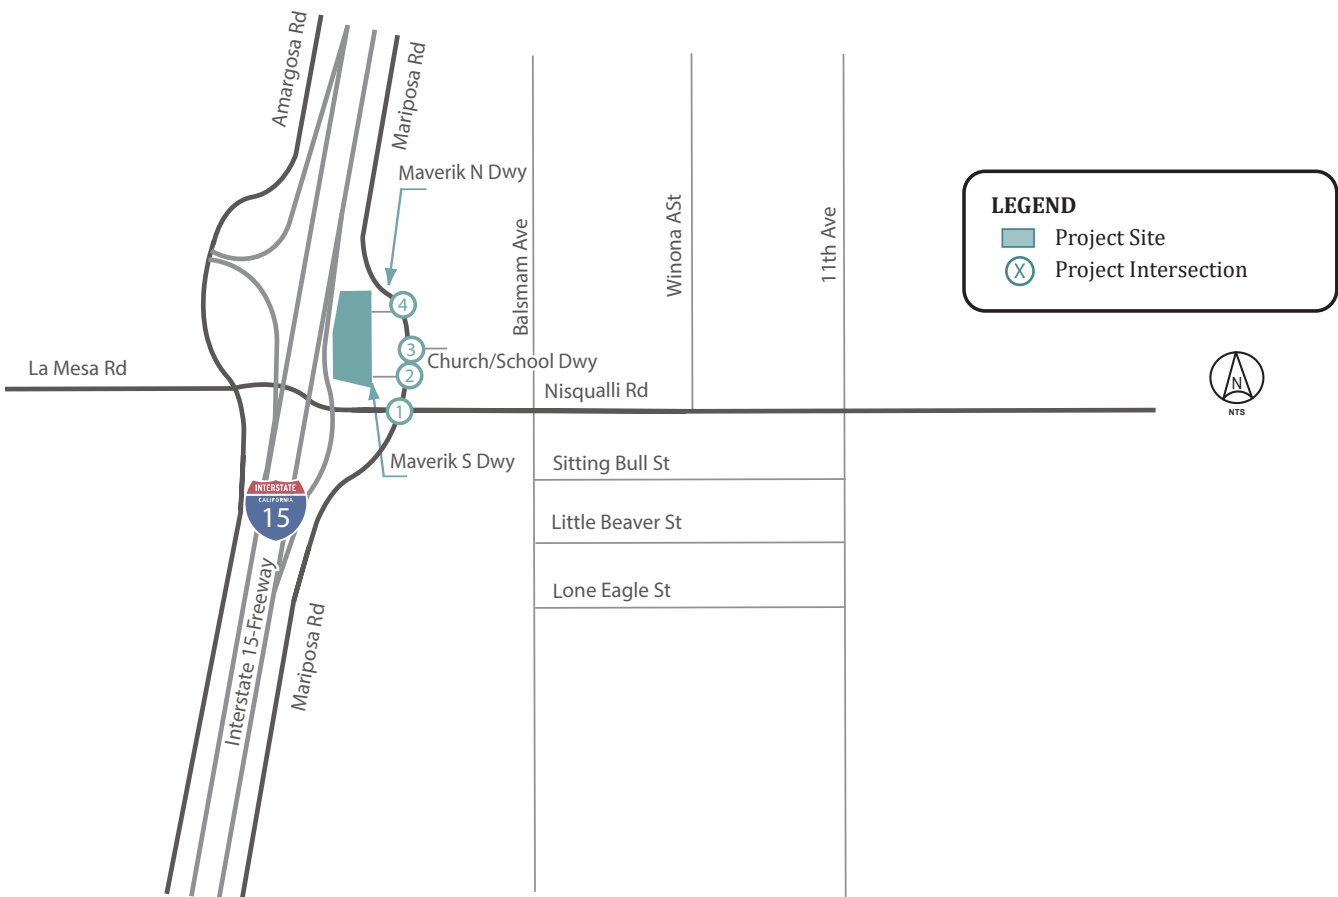 Amargosa Rd
Mariposa Rd
Maverik N Dwy
Balsmam Ave
Winona ASt
11th Ave
LEGEND
Project Site
X Project Intersection
4
3
Church/School Dwy
2
La Mesa Rd
Nisqualli Rd
1
N
NTS
Maverik S Dwy
Sitting Bull St
INTERSTATE
CALIFORNIA
15
Little Beaver St
Lone Eagle St
Interstate 15-Freeway
Mariposa Rd